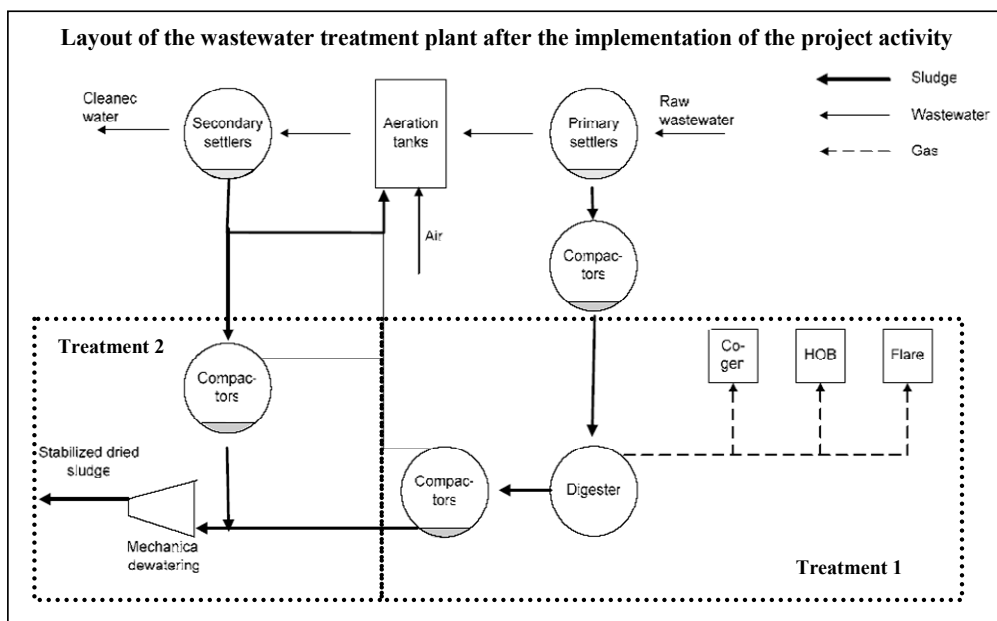 Layout of the wastewater treatment plant after the implementation of the project activity
Cleanec
water
Secondary
settlers
Aeration
tanks
Primary
settlers
Raw
wastewater
Sludge
Wastewater
Gas
Air
Compac-
tors
Treatment 2
Compac-
tors
Co-
gen
HOB
Flare
Stabilized dried
sludge
Compac-
tors
Digester
Mechanica
dewatering
Treatment 1